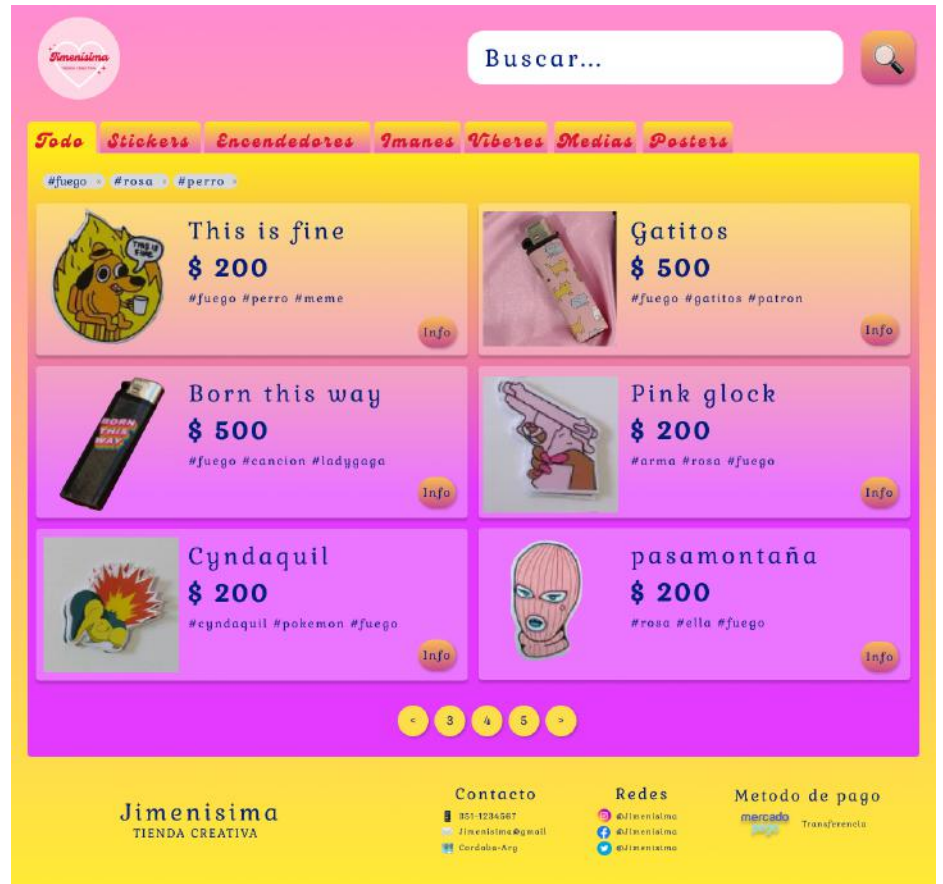 Jimenísima
TIENDA CREATIVA
Buscar...
Todo Stickers Encendedores Imanes Viberes Medias Posters
#fuego × #rosa × #perro ×
This is fine
$ 200
#fuego #perro #meme
Info
THIS IS
FINE.
Gatitos
$ 500
#fuego #gatitos #patron
Info
Born this way
$ 500
#fuego #cancion #ladygaga
Info
BORN
THIS
WAY
Pink glock
$ 200
#arma #rosa #fuego
Info
Cyndaquil
$ 200
#cyndaquil #pokemon #fuego
Info
pasamontaña
$ 200
#rosa #ella #fuego
Info
< 3 4 5 >
Jimenisima
TIENDA CREATIVA
Contacto
351-1234567
Jimenisima@gmail
Cordoba-Arg
Redes
@Jimenisima
@Jimenisima
@Jimenisima
Metodo de pago
mercado
pago
Transferencia